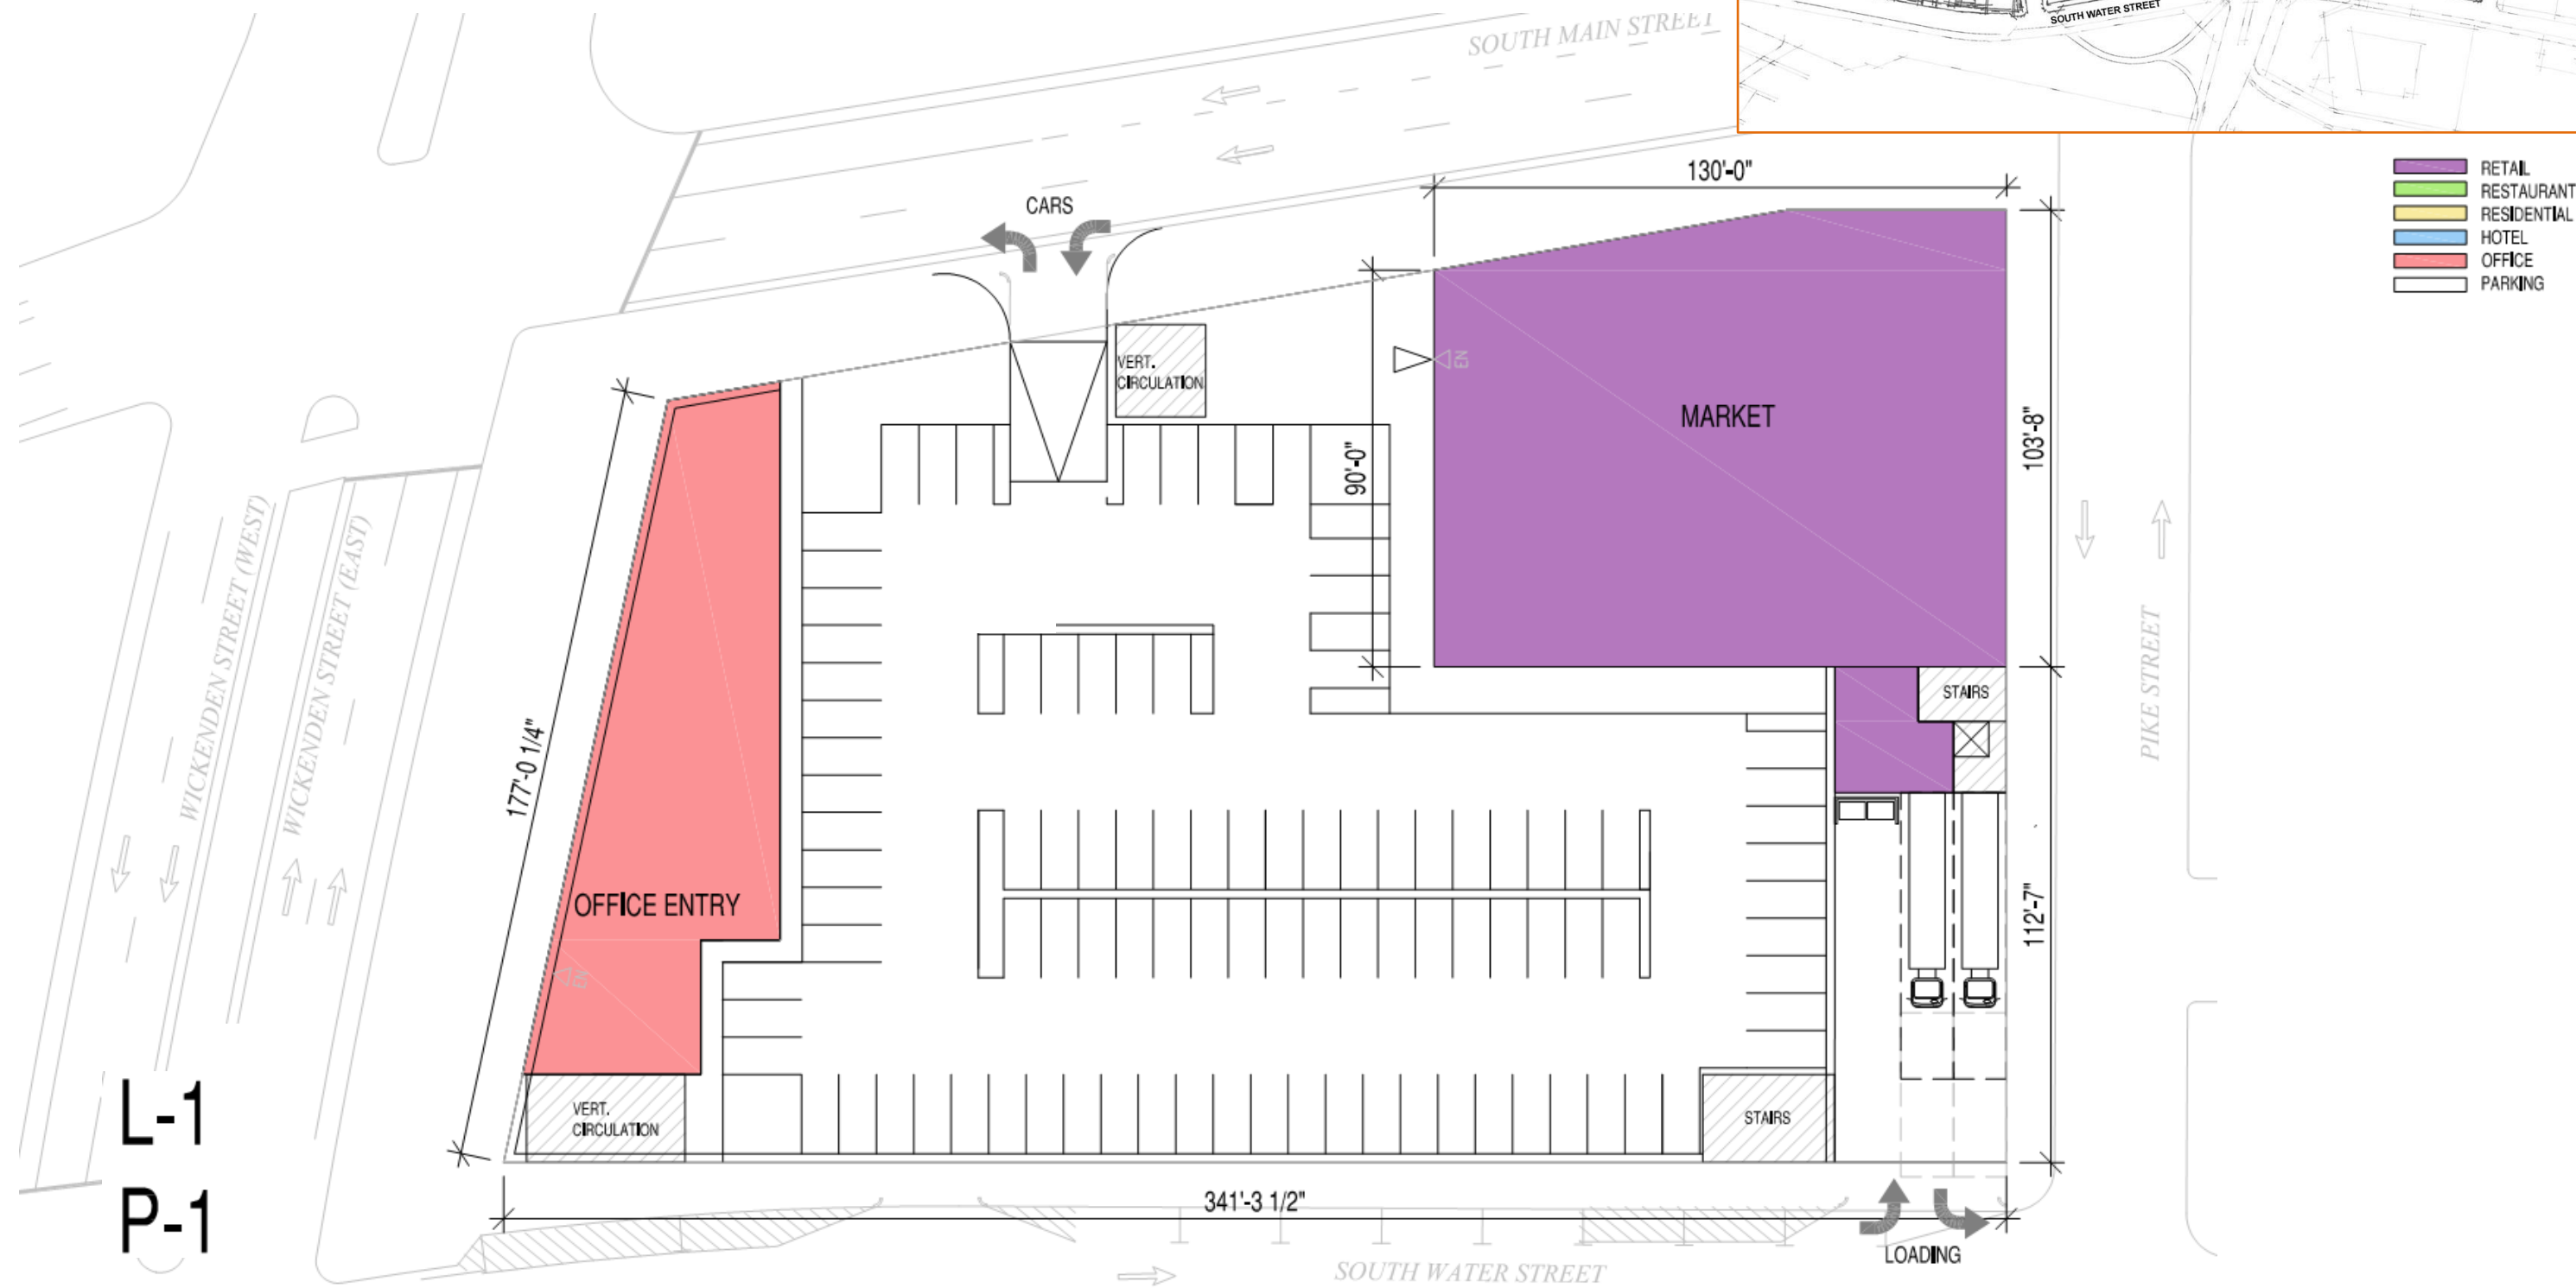 SOUTH WATER STREET
SOUTH MAIN STREET
130'-0"
RETAIL
RESTAURANT
RESIDENTIAL
HOTEL
OFFICE
PARKING
CARS
VERT.
CIRCULATION
EN
MARKET
90'-0"
103'-8"
WICKENDEN STREET (WEST)
WICKENDEN STREET (EAST)
177'-0 1/4"
STAIRS
PIKE STREET
OFFICE ENTRY
EN
112'-7"
L-1
P-1
VERT.
CIRCULATION
STAIRS
341'-3 1/2"
LOADING
SOUTH WATER STREET